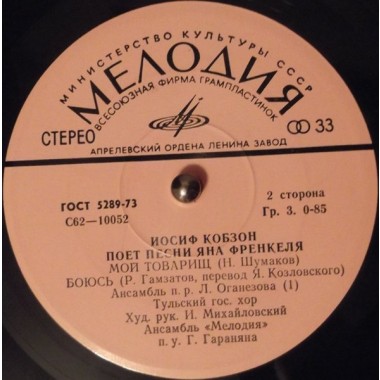 МИНИСТЕРСТВО КУЛЬТУРЫ СССР
МЕЛОДИЯ
ВСЕСОЮЗНАЯ ФИРМА ГРАМПЛАСТИНОК
СТЕРЕО 33
АПРЕЛЕВСКИЙ ОРДЕНА ЛЕНИНА ЗАВОД
ГОСТ 5289-73
С62—10052
2 сторона
Гр. 3. 0-85
ИОСИФ КОБЗОН
ПОЕТ ПЕСНИ ЯНА ФРЕНКЕЛЯ
МОЙ ТОВАРИЩ (Н. Шумаков)
БОЮСЬ (Р. Гамзатов, перевод Я. Козловского)
Ансамбль п. р. Л. Оганезова (1)
Тульский гос. хор
Худ. рук. И. Михайловский
Ансамбль «Мелодия»
п. у. Г. Гараняна